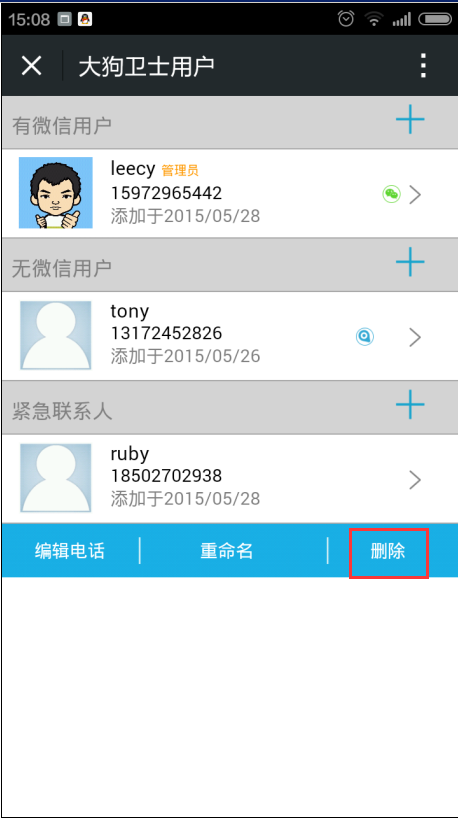 15:08
大狗卫士用户
有微信用户
leecy 管理员
15972965442
添加于2015/05/28
无微信用户
tony
13172452826
添加于2015/05/26
紧急联系人
ruby
18502702938
添加于2015/05/28
编辑电话 重命名 删除